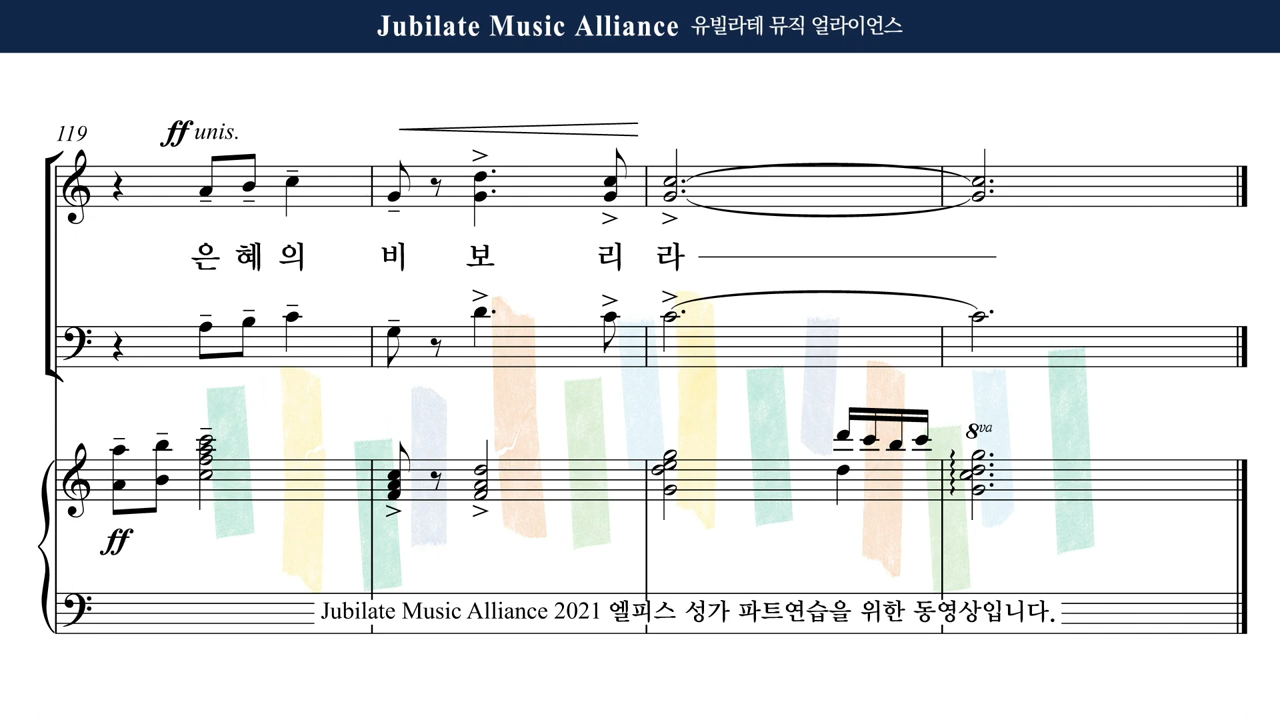 Jubilate Music Alliance 유빌라테 뮤직 얼라이언스
119
ff unis.
은 혜 의 비 보 리 라
8va
ff
Jubilate Music Alliance 2021 엘피스 성가 파트연습을 위한 동영상입니다.